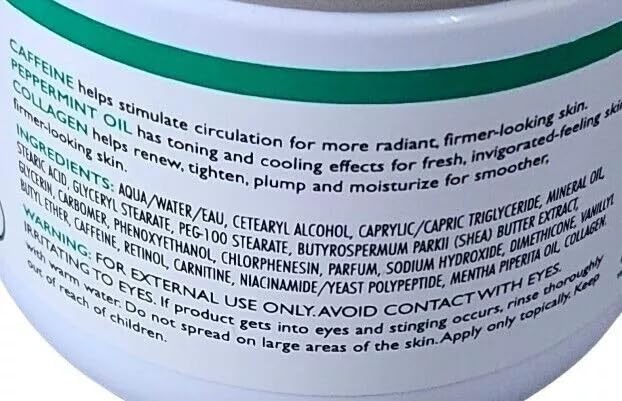 CAFFEINE helps stimulate circulation for more radiant, firmer-looking skin.
PEPPERMINT OIL has toning and cooling effects for fresh, invigorated-feeling skin
COLLAGEN helps renew, tighten, plump and moisturize for smoother,
firmer-looking skin.
INGREDIENTS: AQUA/WATER/EAU, CETEARYL ALCOHOL, CAPRYLIC/CAPRIC TRIGLYCERIDE, MINERAL OIL,
STEARIC ACID, GLYCERYL STEARATE, PEG-100 STEARATE, BUTYROSPERMUM PARKII (SHEA) BUTTER EXTRACT,
GLYCERIN, CARBOMER, PHENOXYETHANOL, CHLORPHENESIN, PARFUM, SODIUM HYDROXIDE, DIMETHICONE, VANILLYL
BUTYL ETHER, CAFFEINE, RETINOL, CARNITINE, NIACINAMIDE/YEAST POLYPEPTIDE, MENTHA PIPERITA OIL, COLLAGEN.
WARNING: FOR EXTERNAL USE ONLY. AVOID CONTACT WITH EYES.
IRRITATING TO EYES. If product gets into eyes and stinging occurs, rinse thoroughly
with warm water. Do not spread on large areas of the skin. Apply only topically. Keep
out of reach of children.